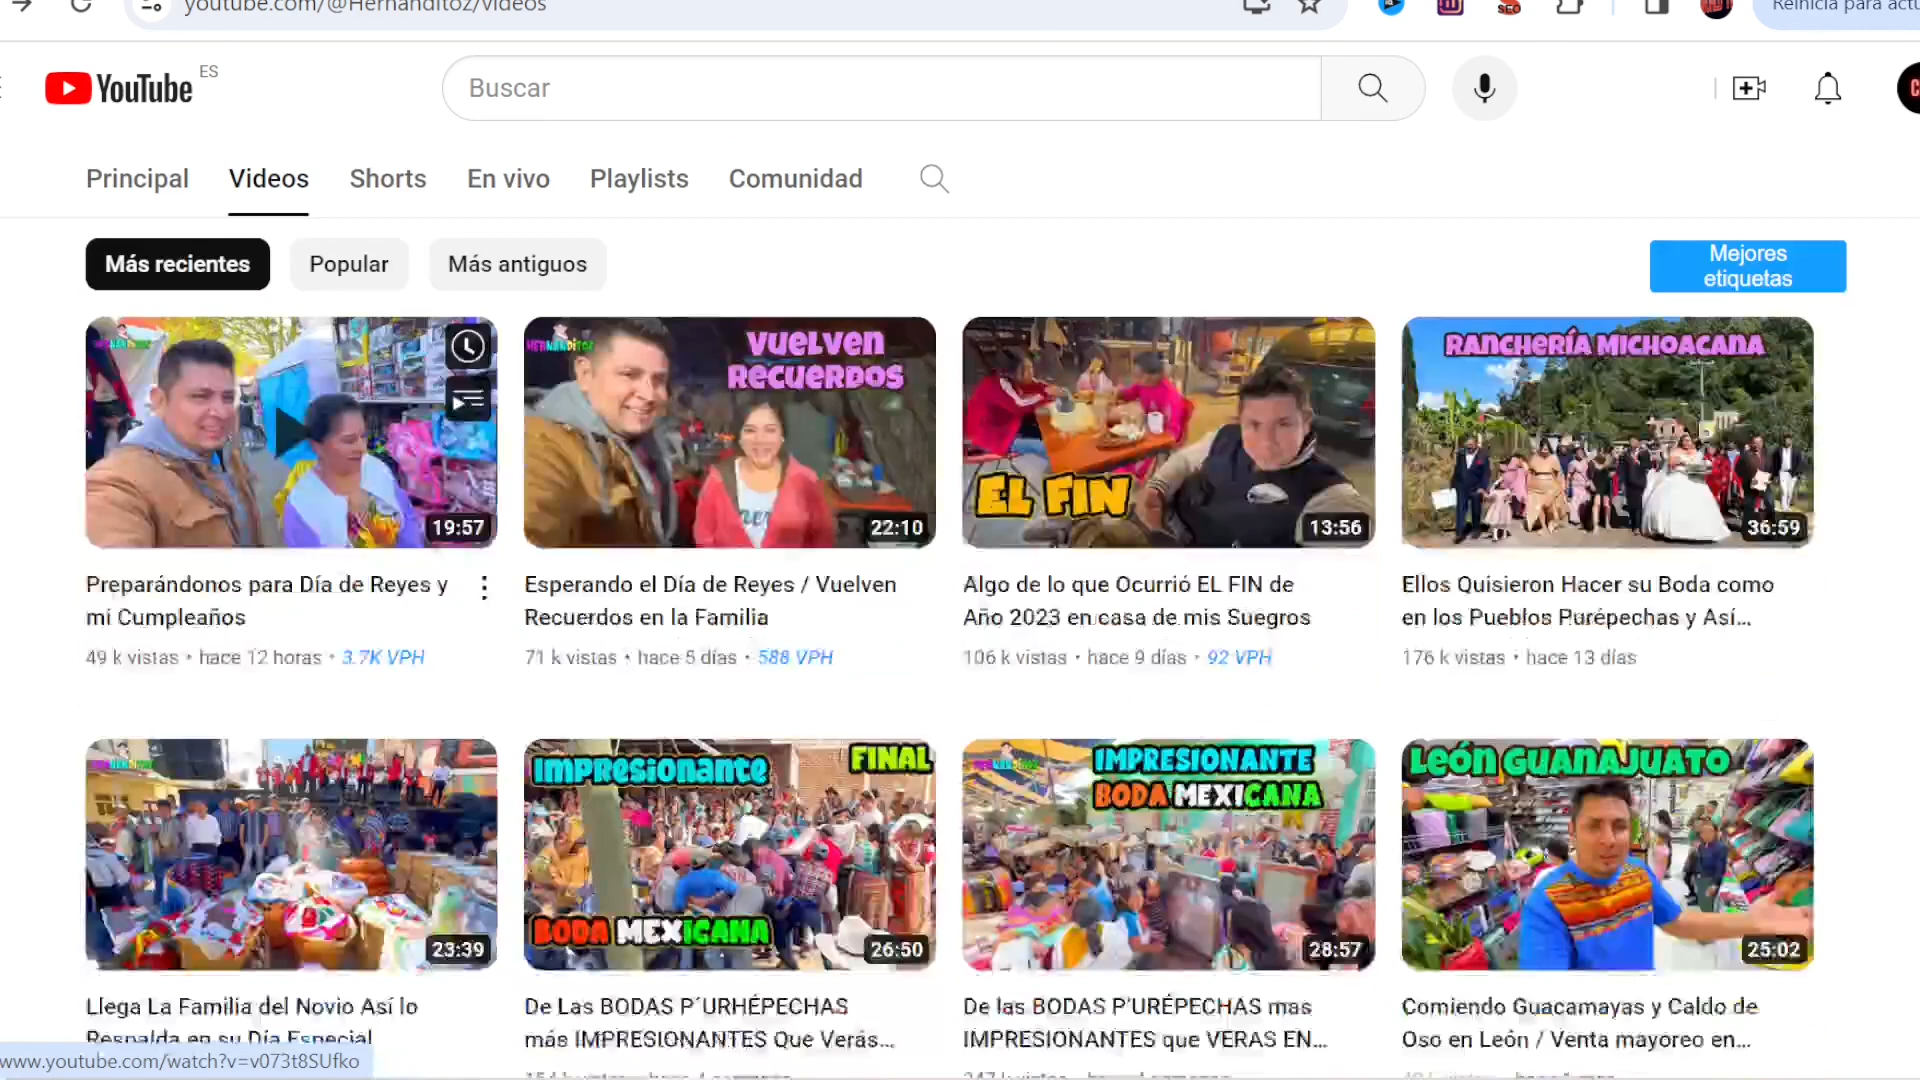 youtube.com/@Hernanditoz/videos
SEO
YouTube ES
Buscar
Principal Videos Shorts En vivo Playlists Comunidad
Más recientes Popular Más antiguos
Mejores
etiquetas
HERNANDITOZ
VUELVEN
RECUERDOS
EL FIN
RANCHERÍA MICHOACANA
19:57
22:10
13:56
36:59
Preparándonos para Día de Reyes y
mi Cumpleaños
49 k vistas • hace 12 horas • 3.7K VPH
Esperando el Día de Reyes / Vuelven
Recuerdos en la Familia
71 k vistas • hace 5 días • 588 VPH
Algo de lo que Ocurrió EL FIN de
Año 2023 en casa de mis Suegros
106 k vistas • hace 9 días • 92 VPH
Ellos Quisieron Hacer su Boda como
en los Pueblos Purépechas y Así...
176 k vistas • hace 13 días
IMPRESIONANTE
FINAL
BODA MEXICANA
IMPRESIONANTE
BODA MEXICANA
LEÓN GUANAJUATO
23:39
26:50
28:57
25:02
Llega La Familia del Novio Así lo
Respalda en su Día Especial
De Las BODAS P´URHÉPECHAS
más IMPRESIONANTES Que Verás...
De las BODAS P'URÉPECHAS mas
IMPRESIONANTES que VERAS EN...
Comiendo Guacamayas y Caldo de
Oso en León / Venta mayoreo en...
www.youtube.com/watch?v=v073t8SUfko